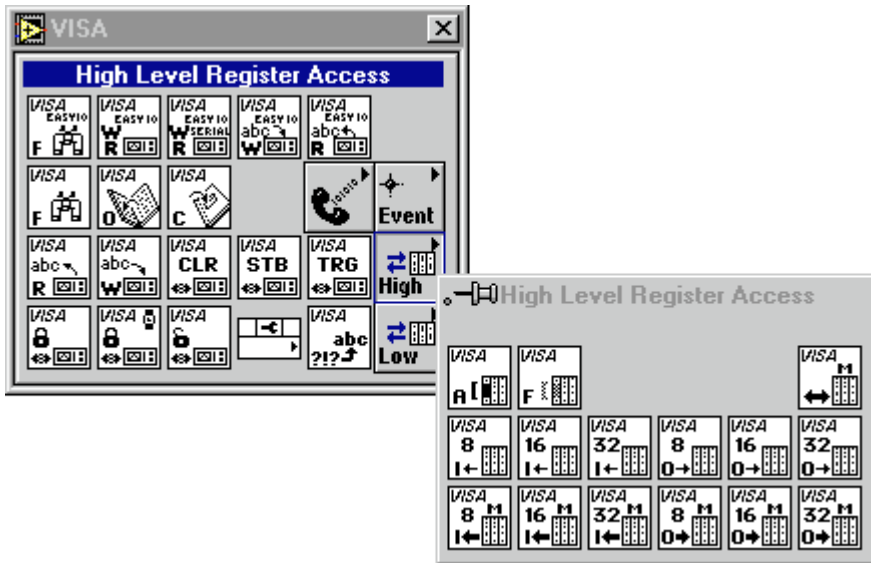 VISA
High Level Register Access
VISA EASY IO F
VISA EASY IO W R
VISA EASY IO W SERIAL R
VISA EASY IO abc W
VISA EASY IO abc R
VISA F
VISA O
VISA C
Event
VISA abc R
VISA abc W
VISA CLR
VISA STB
VISA TRG
High
VISA
VISA
VISA
VISA abc ?!?
Low
High Level Register Access
VISA A
VISA F
VISA M
VISA 8 I
VISA 16 I
VISA 32 I
VISA 8 O
VISA 16 O
VISA 32 O
VISA 8 M I
VISA 16 M I
VISA 32 M I
VISA 8 M O
VISA 16 M O
VISA 32 M O